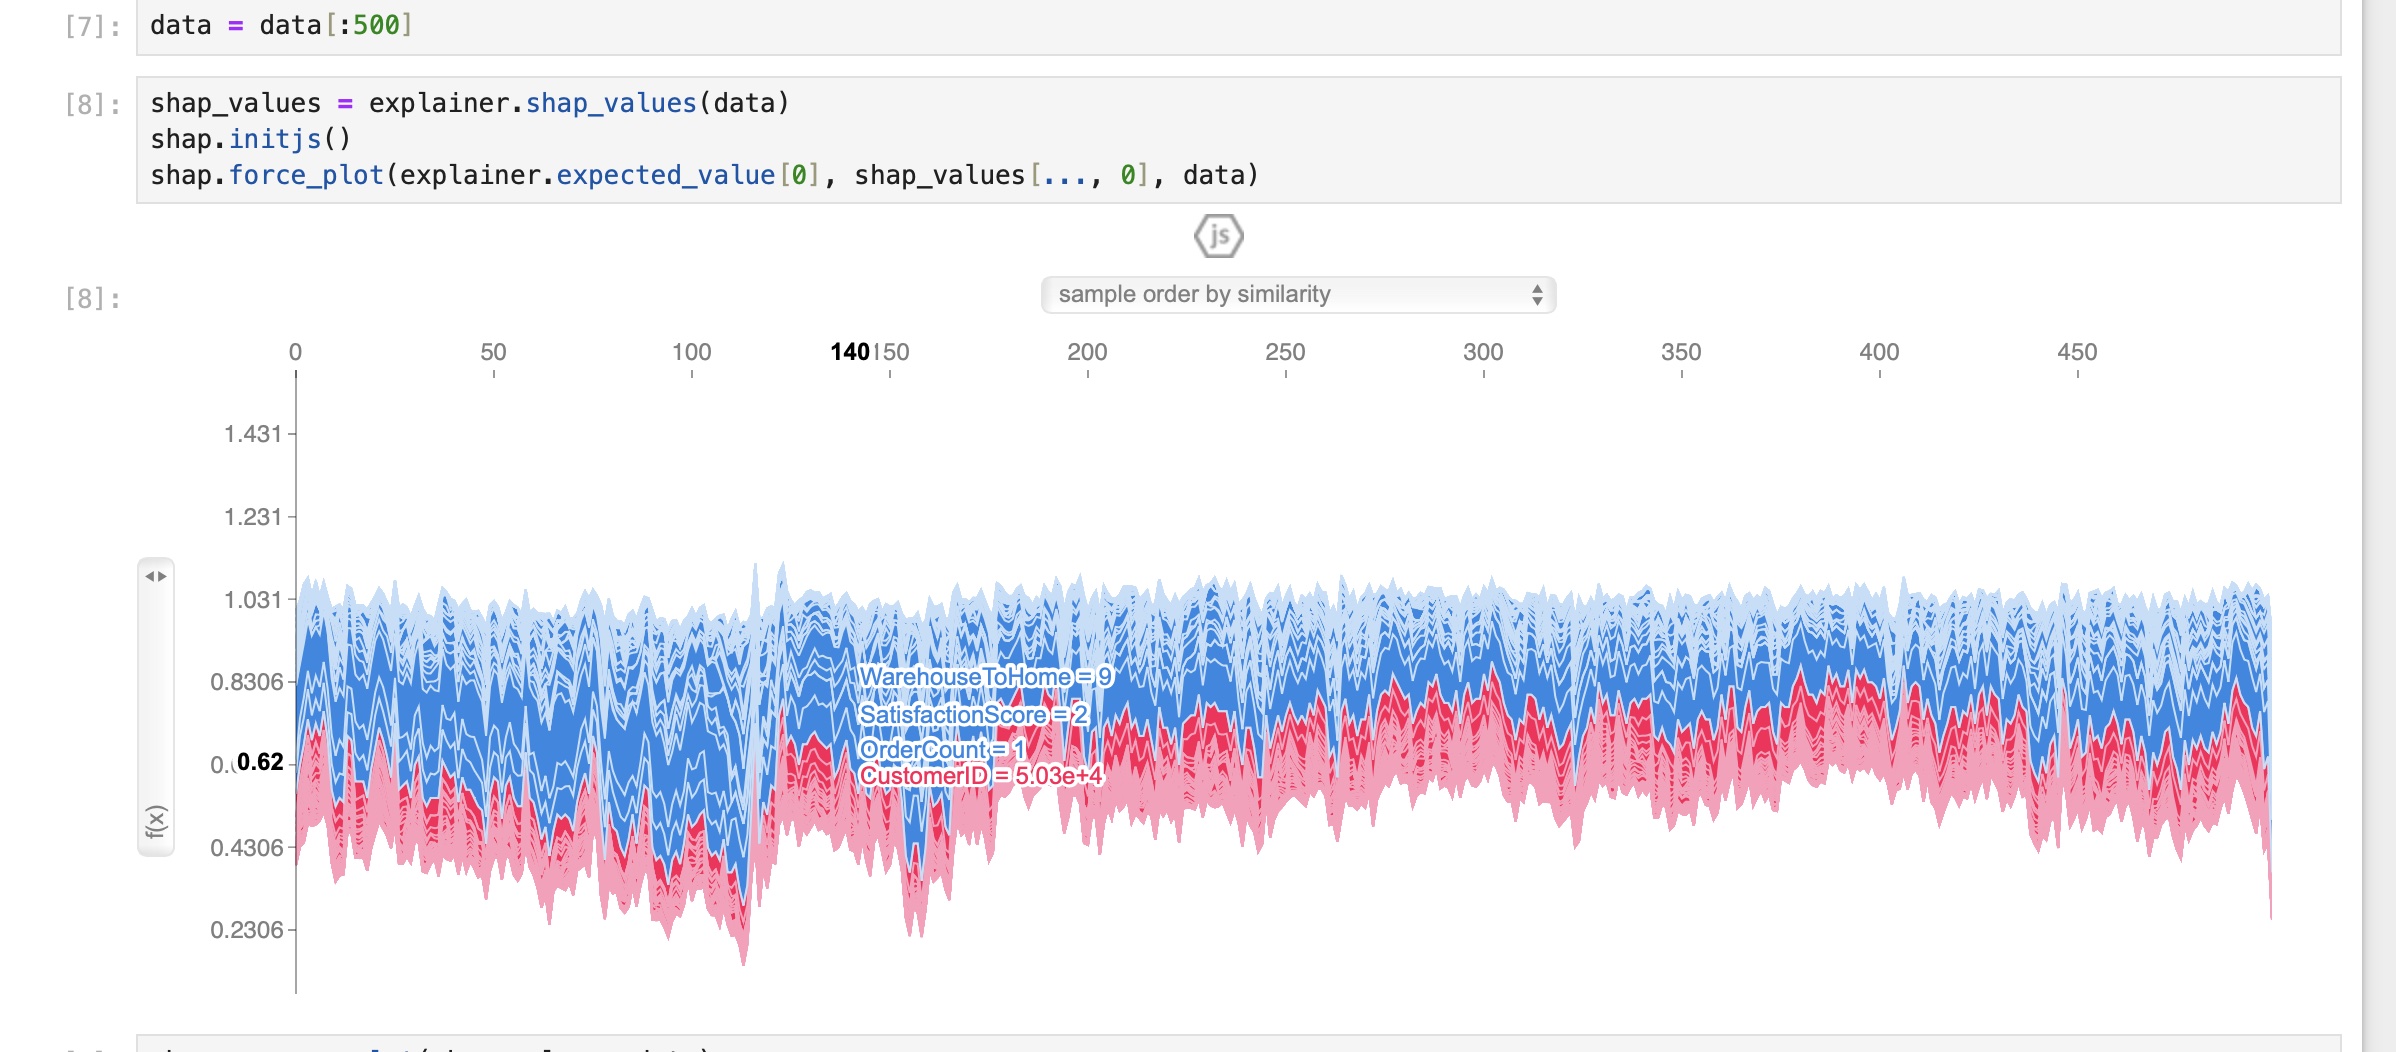 [7]: data = data[:500]
[8]: shap_values = explainer.shap_values(data)
shap.initjs()
shap.force_plot(explainer.expected_value[0], shap_values[..., 0], data)
js
[8]:
sample order by similarity
0 50 100 140 150 200 250 300 350 400 450
1.431
1.231
1.031
0.8306
WarehouseToHome = 9
SatisfactionScore = 2
OrderCount = 1
0.62
CustomerID = 5.03e+4
f(x)
0.4306
0.2306